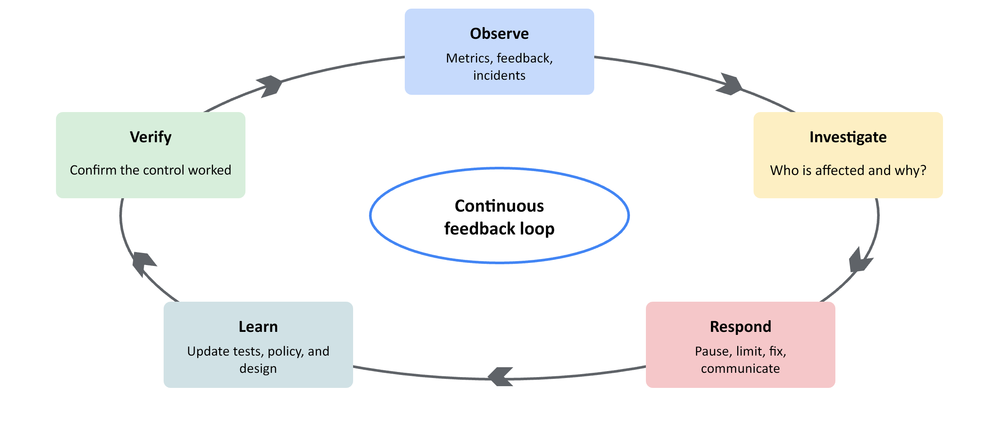 Observe
Metrics, feedback,
incidents
Verify
Confirm the control worked
Investigate
Who is affected and why?
Continuous
feedback loop
Learn
Update tests, policy, and
design
Respond
Pause, limit, fix,
communicate